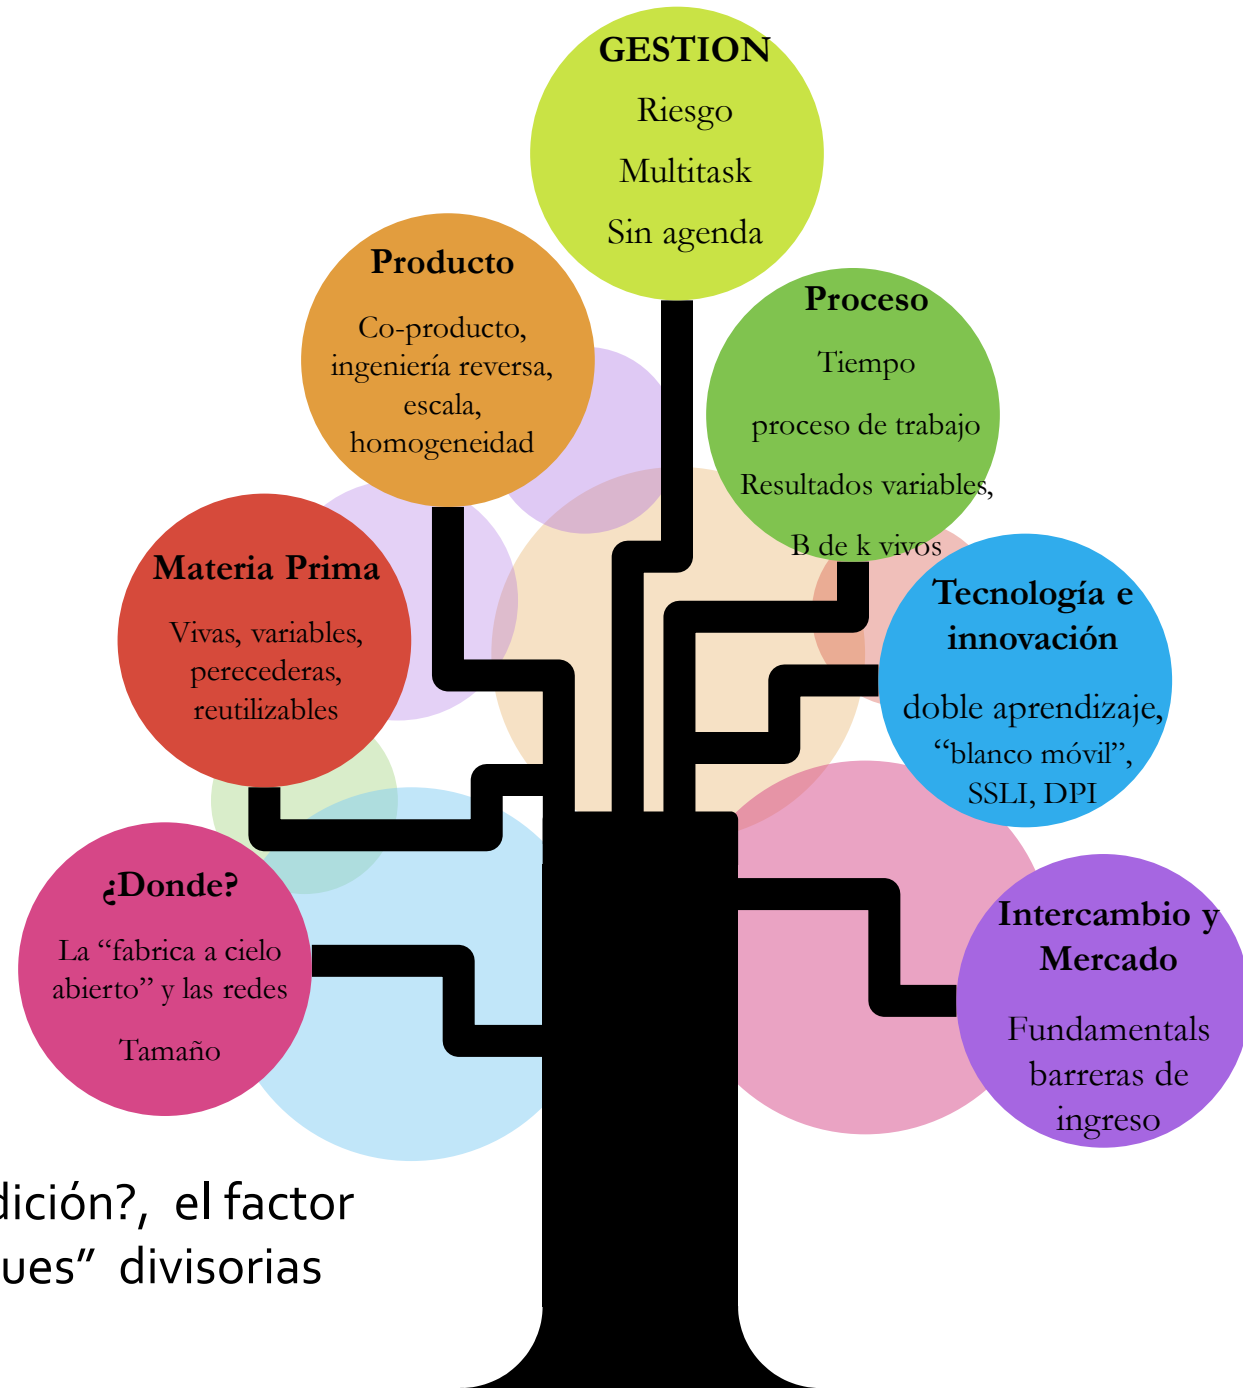 GESTION
Riesgo
Multitask
Sin agenda
Producto
Co-producto,
ingeniería reversa,
escala,
homogeneidad
Proceso
Tiempo
proceso de trabajo
Resultados variables,
B de k vivos
Materia Prima
Vivas, variables,
perecederas,
reutilizables
Tecnología e
innovación
doble aprendizaje,
“blanco móvil”,
SSLI, DPI
¿Donde?
La “fabrica a cielo
abierto” y las redes
Tamaño
Intercambio y
Mercado
Fundamentals
barreras de
ingreso
dición?, el factor
ues” divisorias